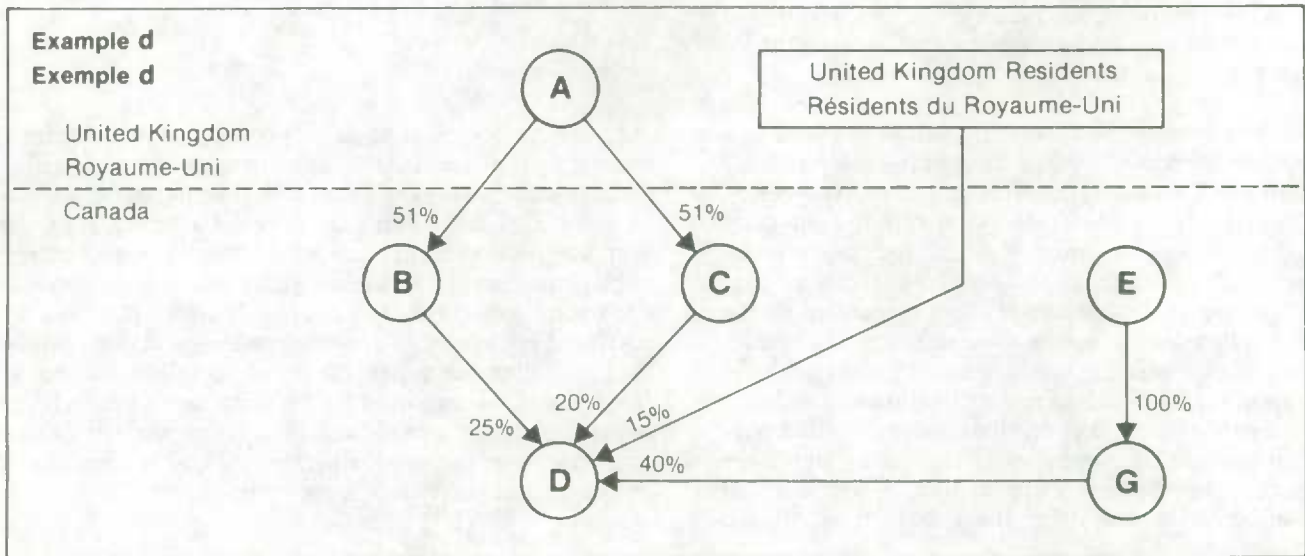 Example d
Exemple d
A
United Kingdom Residents
Résidents du Royaume-Uni
United Kingdom
Royaume-Uni
Canada
51%
51%
B
C
E
25%
20%
15%
100%
40%
D
G